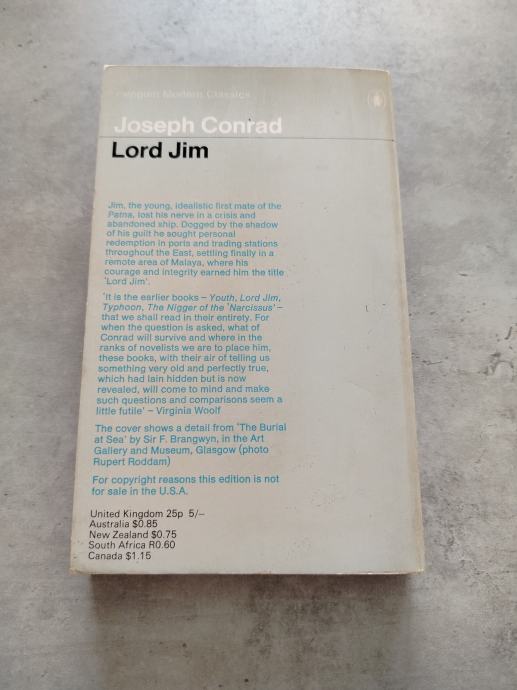 Penguin Modern Classics
Joseph Conrad
Lord Jim
Jim, the young, idealistic first mate of the
Patna, lost his nerve in a crisis and
abandoned ship. Dogged by the shadow
of his guilt he sought personal
redemption in ports and trading stations
throughout the East, settling finally in a
remote area of Malaya, where his
courage and integrity earned him the title
'Lord Jim'.
'It is the earlier books – Youth, Lord Jim,
Typhoon, The Nigger of the 'Narcissus' –
that we shall read in their entirety. For
when the question is asked, what of
Conrad will survive and where in the
ranks of novelists we are to place him,
these books, with their air of telling us
something very old and perfectly true,
which had lain hidden but is now
revealed, will come to mind and make
such questions and comparisons seem a
little futile' – Virginia Woolf
The cover shows a detail from 'The Burial
at Sea' by Sir F. Brangwyn, in the Art
Gallery and Museum, Glasgow (photo
Rupert Roddam)
For copyright reasons this edition is not
for sale in the U.S.A.
United Kingdom 25p 5/–
Australia $0.85
New Zealand $0.75
South Africa R0.60
Canada $1.15